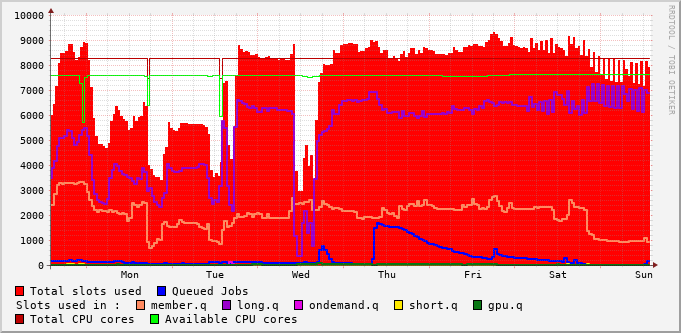 10000
9000
8000
7000
6000
5000
4000
3000
2000
1000
0
Mon Tue Wed Thu Fri Sat Sun
RRDTOOL / TOBI OETIKER
Total slots used Queued Jobs
Slots used in : member.q long.q ondemand.q short.q gpu.q
Total CPU cores Available CPU cores